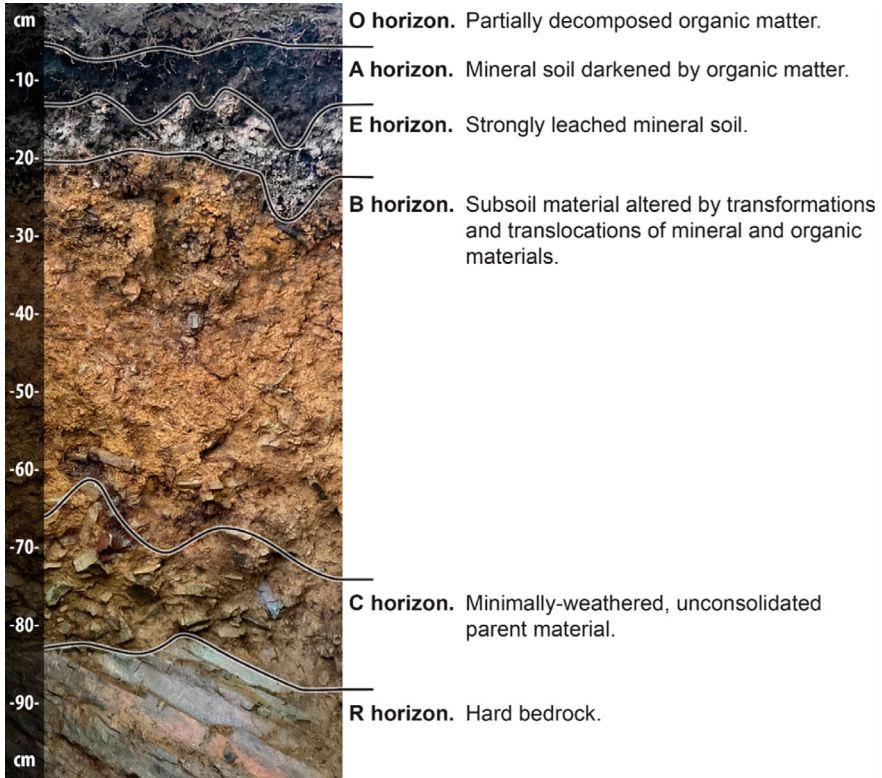 cm
O horizon. Partially decomposed organic matter.
-10-
A horizon. Mineral soil darkened by organic matter.
E horizon. Strongly leached mineral soil.
-20-
B horizon. Subsoil material altered by transformations
and translocations of mineral and organic
materials.
-30-
-40-
-50-
-60-
-70-
C horizon. Minimally-weathered, unconsolidated
parent material.
-80-
-90-
R horizon. Hard bedrock.
cm